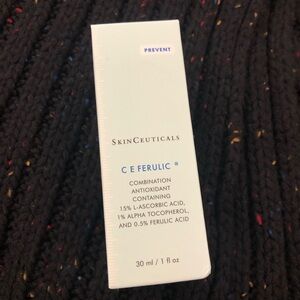 PREVENT
SKINCEUTICALS
C E FERULIC ®
COMBINATION
ANTIOXIDANT
CONTAINING
15% L-ASCORBIC ACID,
1% ALPHA TOCOPHEROL,
AND 0.5% FERULIC ACID
30 ml / 1 fl oz